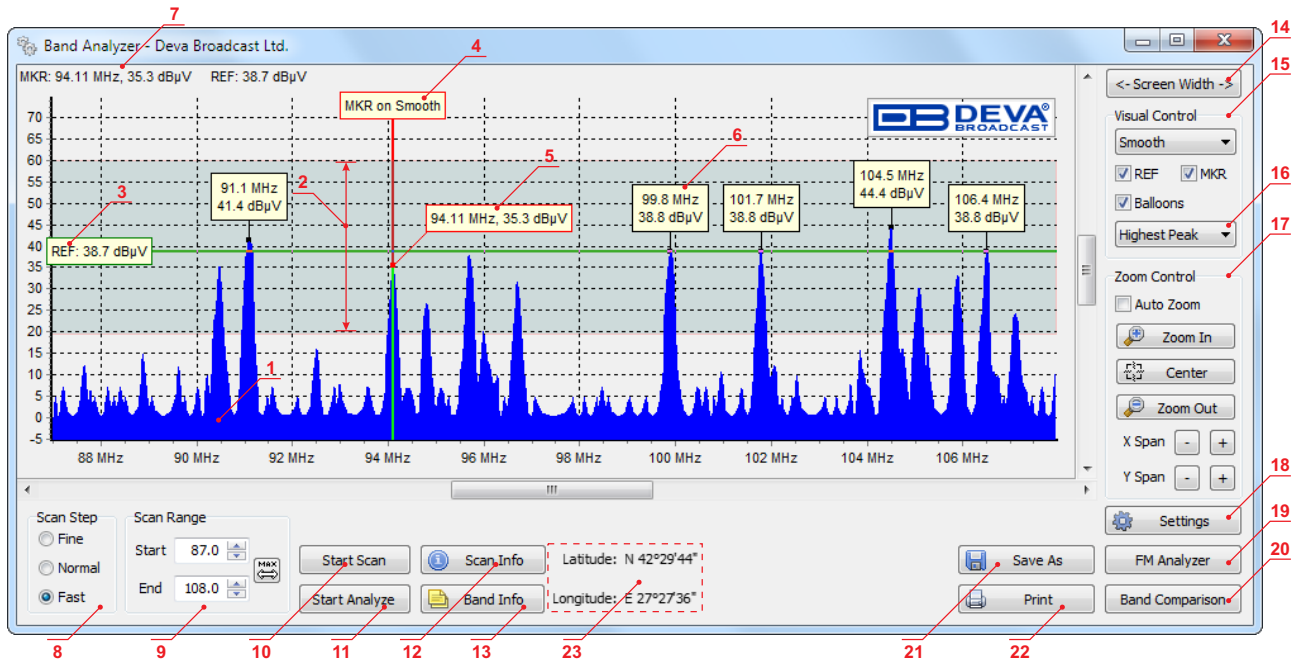 7
14
Band Analyzer - Deva Broadcast Ltd.
4
15
MKR: 94.11 MHz, 35.3 dBµV REF: 38.7 dBµV
<- Screen Width ->
MKR on Smooth
DEVA
BROADCAST
Visual Control
Smooth
REF MKR
Balloons
Highest Peak
16
17
70
65
60
55
50
45
40
35
30
25
20
15
10
5
0
-5
3
2
5
6
1
91.1 MHz
41.4 dBµV
94.11 MHz, 35.3 dBµV
99.8 MHz
38.8 dBµV
101.7 MHz
38.8 dBµV
104.5 MHz
44.4 dBµV
106.4 MHz
38.8 dBµV
REF: 38.7 dBµV
Zoom Control
Auto Zoom
Zoom In
Center
Zoom Out
X Span - +
Y Span - +
88 MHz 90 MHz 92 MHz 94 MHz 96 MHz 98 MHz 100 MHz 102 MHz 104 MHz 106 MHz
18
Settings
19
Scan Step
Fine
Normal
Fast
Scan Range
Start 87.0
End 108.0
MAX
Start Scan
Start Analyze
Scan Info
Band Info
Latitude: N 42°29'44"
Longitude: E 27°27'36"
Save As
Print
FM Analyzer
20
Band Comparison
8 9 10 11 12 13 23 21 22